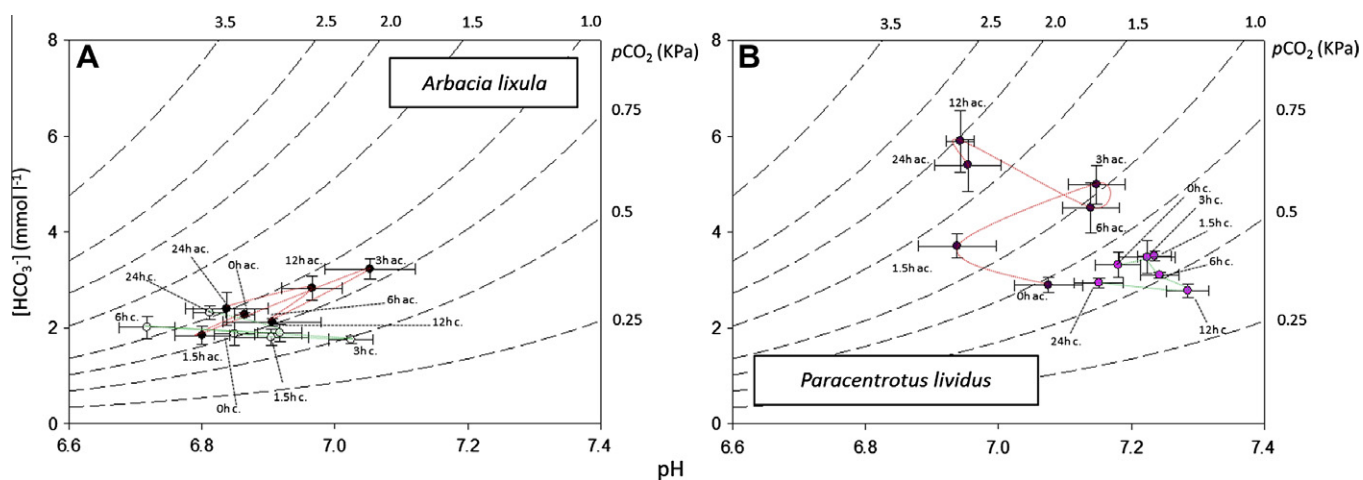 3.5 3.0 2.5 2.0 1.5 1.0
A
Arbacia lixula
pCO₂ (KPa)
0.75
0.5
0.25
[HCO₃⁻] (mmol l⁻¹)
8
6
4
2
0
6.6 6.8 7.0 7.2 7.4
24h ac.
0h ac.
12h ac.
3h ac.
24h c.
6h ac.
6h c.
12h c.
1.5h ac.
3h c.
1.5h c.
0h c.
3.0 2.5 2.0 1.5 1.0
B
pCO₂ (KPa)
0.75
0.5
0.25
8
6
4
2
0
6.6 6.8 7.0 7.2 7.4
12h ac.
24h ac.
3h ac.
0h c.
3h c.
1.5h c.
6h ac.
6h c.
1.5h ac.
0h ac.
12h c.
24h c.
Paracentrotus lividus
pH